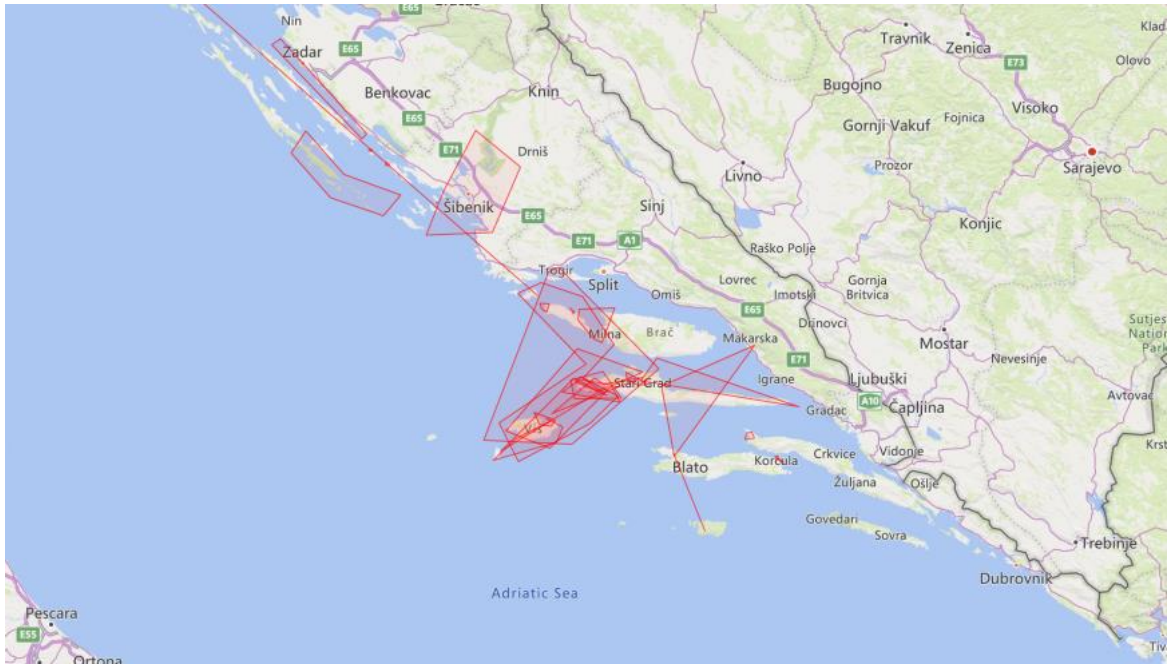 Nin
Travnik
Zenica
E65
Zadar
E73
Olovo
Benkovac
Knin
Bugojno
Visoko
E65
Gornji Vakuf
Fojnica
E71
Drniš
Sarajevo
Livno
Prozor
Šibenik
Sinj
E65
Konjic
E71
A1
Raško Polje
Trogir
Lovrec
Gornja
Split
Omiš
Imotski
Britvica
E65
Milna
Brač
Makarska
Drinovci
Mostar
Nevesinje
E71
Stari Grad
Igrane
Ljubuški
Gradac
A10
Čapljina
Vis
Blato
Korčula
Crkvice
Vidonje
Žuljana
Ošlje
Govedari
Sovra
Trebinje
Dubrovnik
Adriatic Sea
Pescara
E55
Ortona